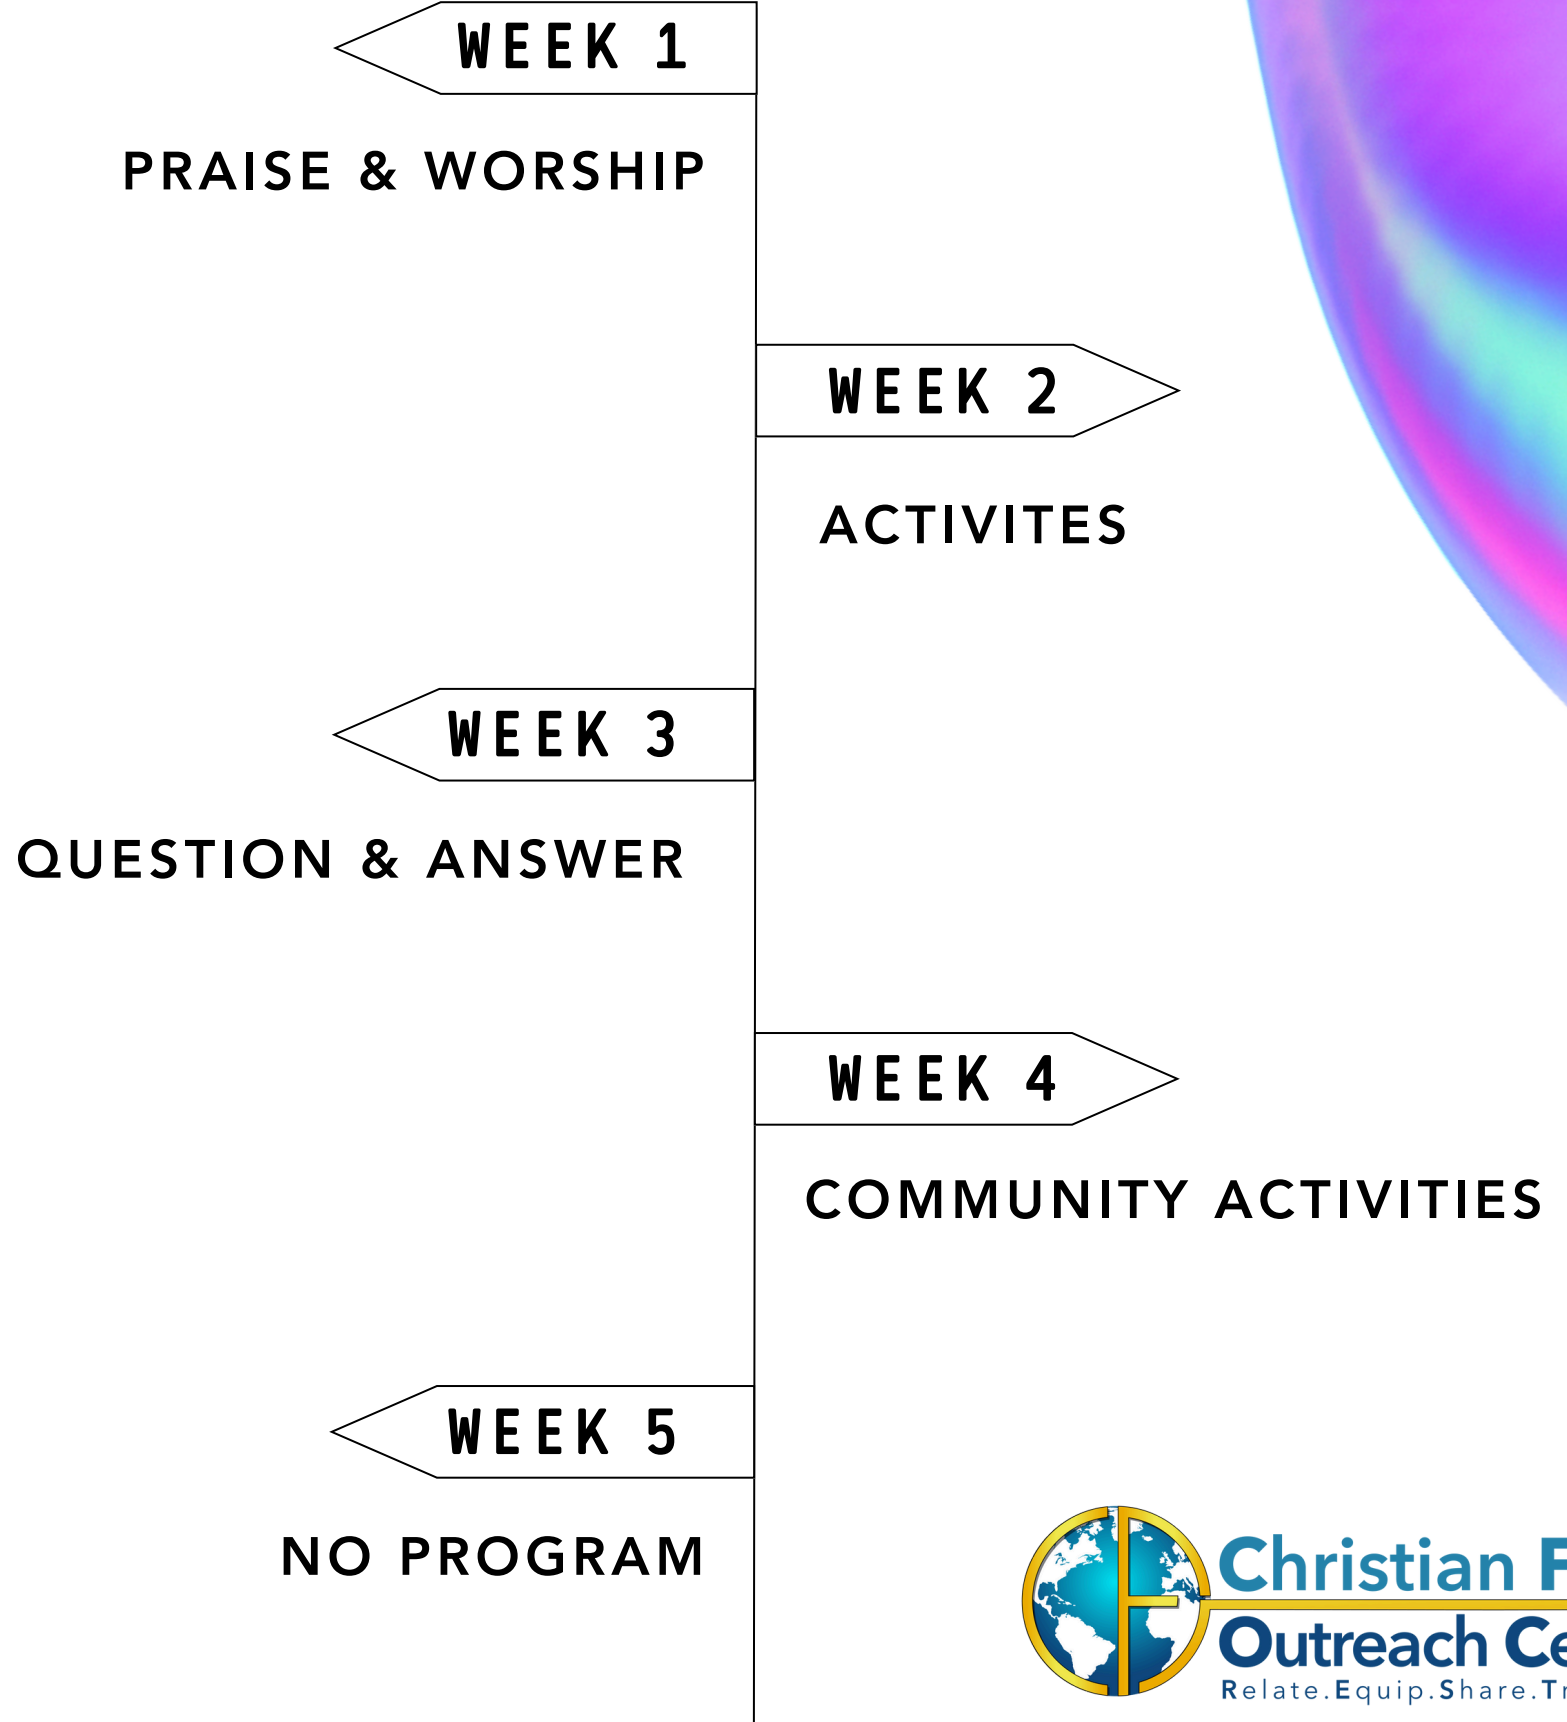 WEEK 1
PRAISE & WORSHIP
WEEK 2
ACTIVITES
WEEK 3
QUESTION & ANSWER
WEEK 4
COMMUNITY ACTIVITIES
WEEK 5
NO PROGRAM
Christian
Outreach
Relate.Equip.Share.